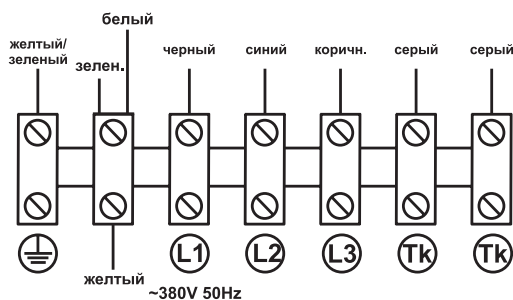 белый
желтый/
зеленый
зелен.
черный
синий
коричн.
серый
серый
L1
L2
L3
Tk
Tk
желтый
~380V 50Hz